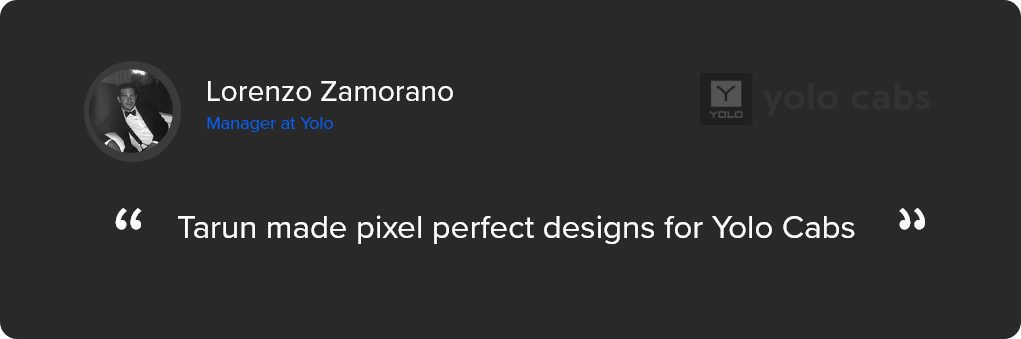 Lorenzo Zamorano
Manager at Yolo
YOLO
yolo cabs
“ Tarun made pixel perfect designs for Yolo Cabs ”